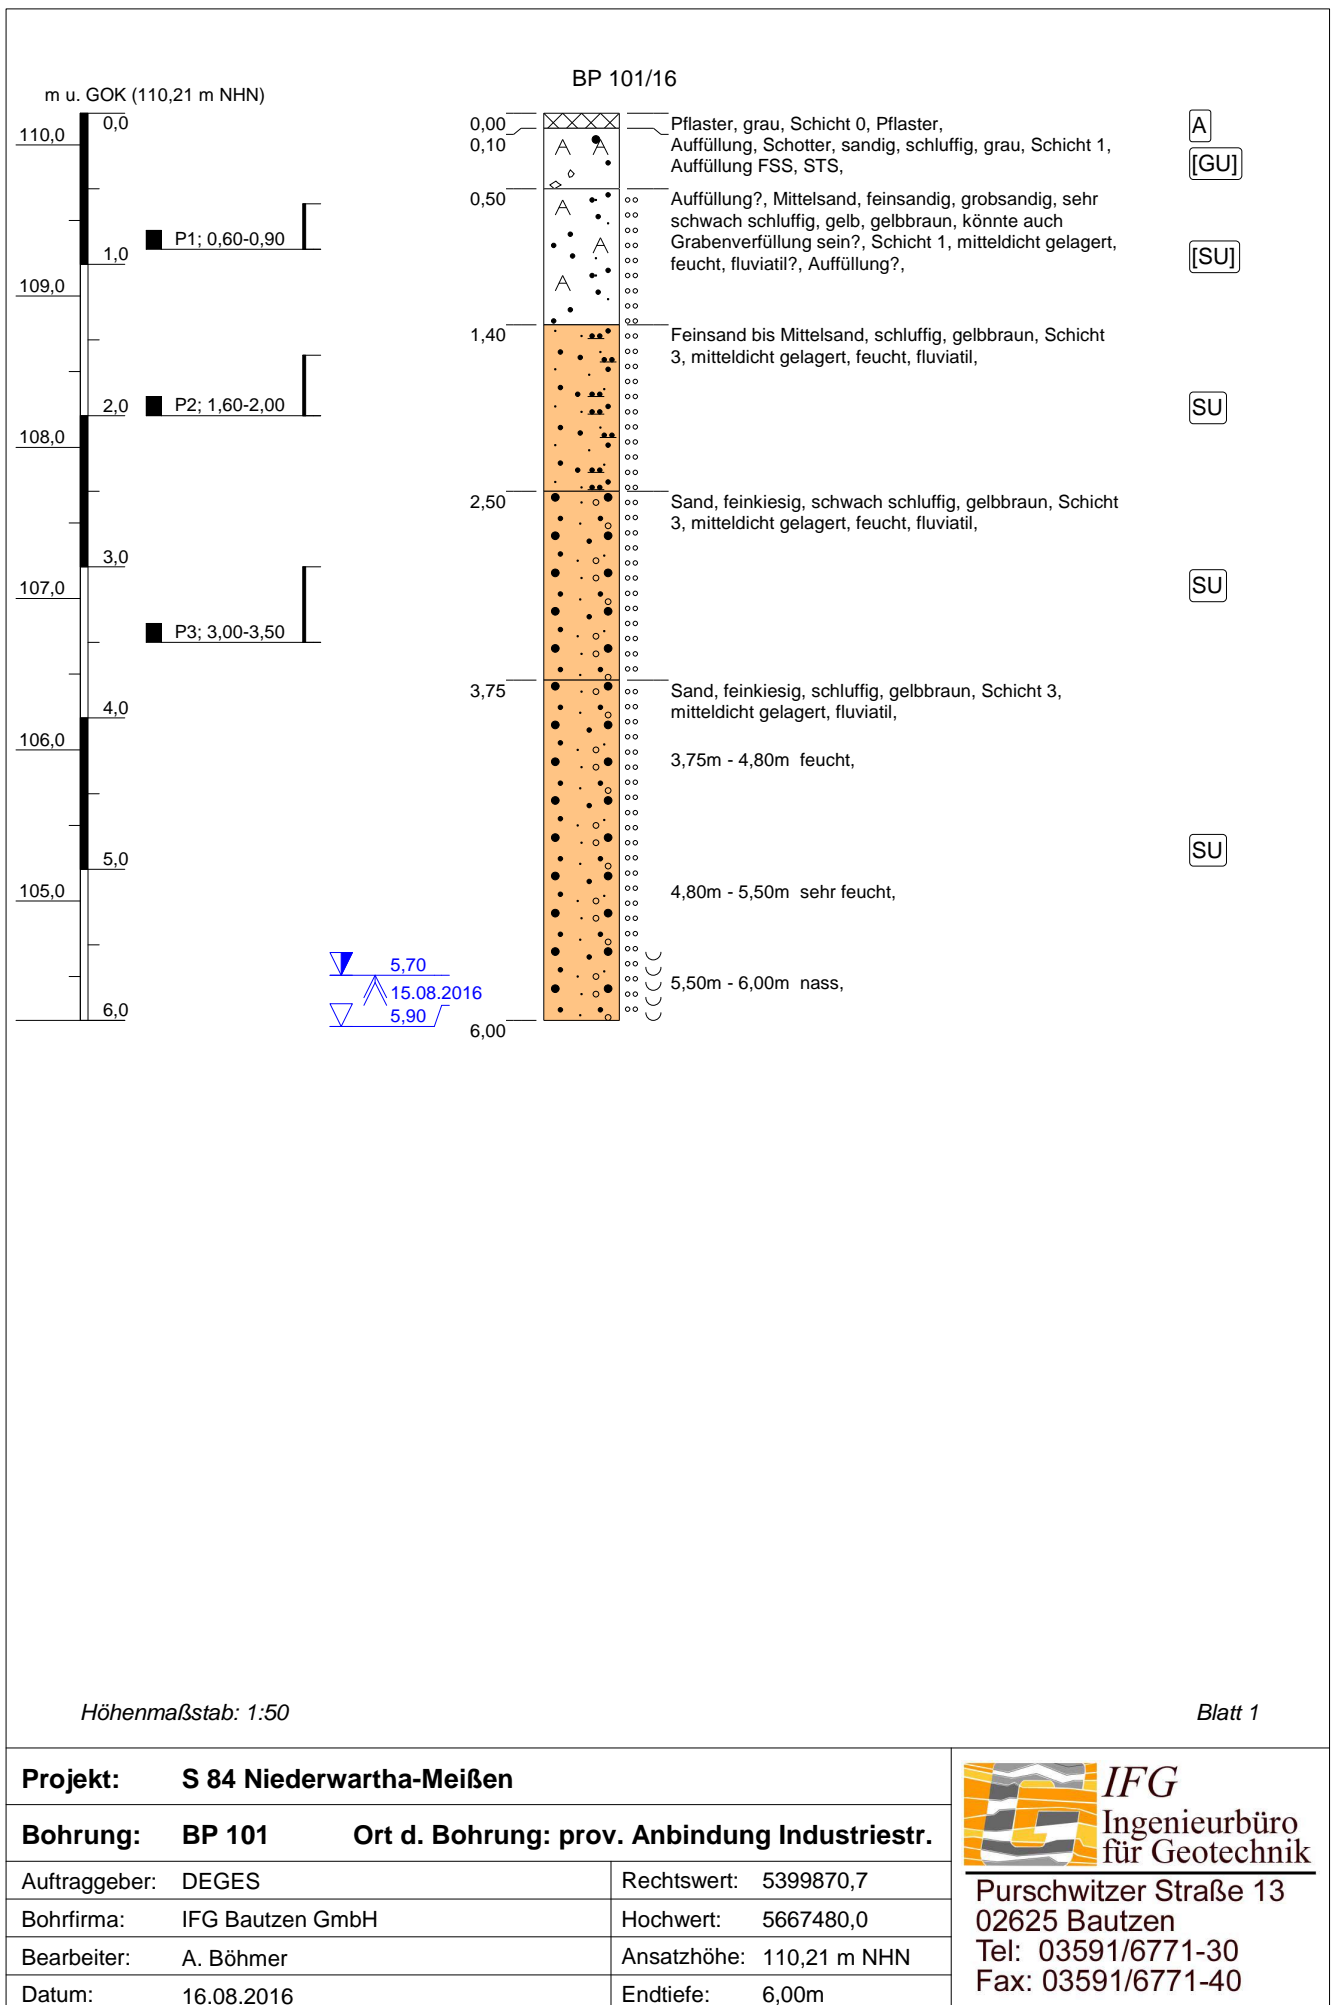 BP 101/16
m u. GOK (110,21 m NHN)
0,0
110,0
1,0
109,0
2,0
108,0
3,0
107,0
4,0
106,0
5,0
105,0
6,0
P1; 0,60-0,90
P2; 1,60-2,00
P3; 3,00-3,50
5,70
15.08.2016
5,90
0,00
Pflaster, grau, Schicht 0, Pflaster,
A
0,10
Auffüllung, Schotter, sandig, schluffig, grau, Schicht 1,
Auffüllung FSS, STS,
[GU]
0,50
Auffüllung?, Mittelsand, feinsandig, grobsandig, sehr
schwach schluffig, gelb, gelbbraun, könnte auch
Grabenverfüllung sein?, Schicht 1, mitteldicht gelagert,
feucht, fluviatil?, Auffüllung?,
[SU]
1,40
Feinsand bis Mittelsand, schluffig, gelbbraun, Schicht
3, mitteldicht gelagert, feucht, fluviatil,
SU
2,50
Sand, feinkiesig, schwach schluffig, gelbbraun, Schicht
3, mitteldicht gelagert, feucht, fluviatil,
SU
3,75
Sand, feinkiesig, schluffig, gelbbraun, Schicht 3,
mitteldicht gelagert, fluviatil,
3,75m - 4,80m feucht,
SU
4,80m - 5,50m sehr feucht,
5,50m - 6,00m nass,
6,00
Höhenmaßstab: 1:50
Blatt 1
Projekt: S 84 Niederwartha-Meißen
Bohrung: BP 101 Ort d. Bohrung: prov. Anbindung Industriestr.
Auftraggeber: DEGES
Rechtswert: 5399870,7
Bohrfirma: IFG Bautzen GmbH
Hochwert: 5667480,0
Bearbeiter: A. Böhmer
Ansatzhöhe: 110,21 m NHN
Datum: 16.08.2016
Endtiefe: 6,00m
IFG
Ingenieurbüro
für Geotechnik
Purschwitzer Straße 13
02625 Bautzen
Tel: 03591/6771-30
Fax: 03591/6771-40